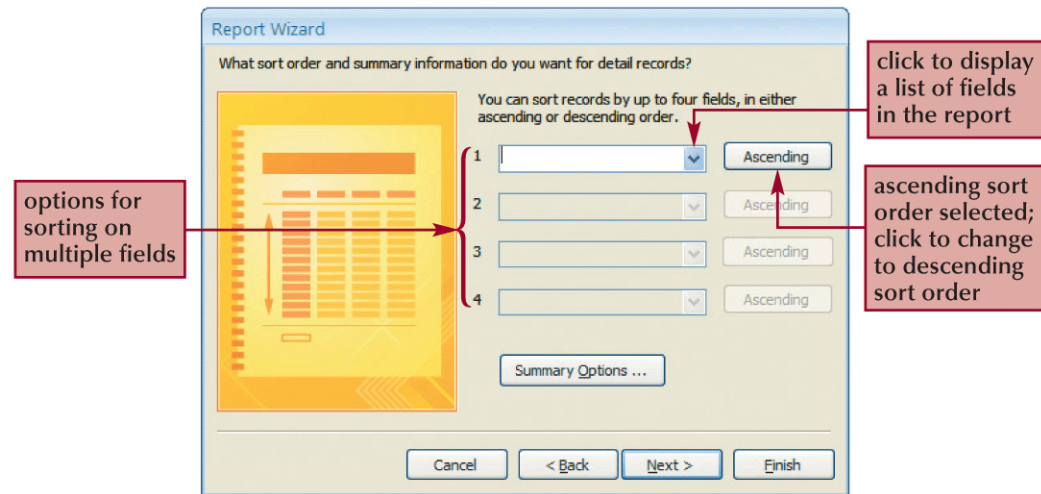 Report Wizard
What sort order and summary information do you want for detail records?
You can sort records by up to four fields, in either
ascending or descending order.
1
Ascending
2
Ascending
3
Ascending
4
Ascending
Summary Options ...
Cancel
< Back
Next >
Finish
options for
sorting on
multiple fields
click to display
a list of fields
in the report
ascending sort
order selected;
click to change
to descending
sort order